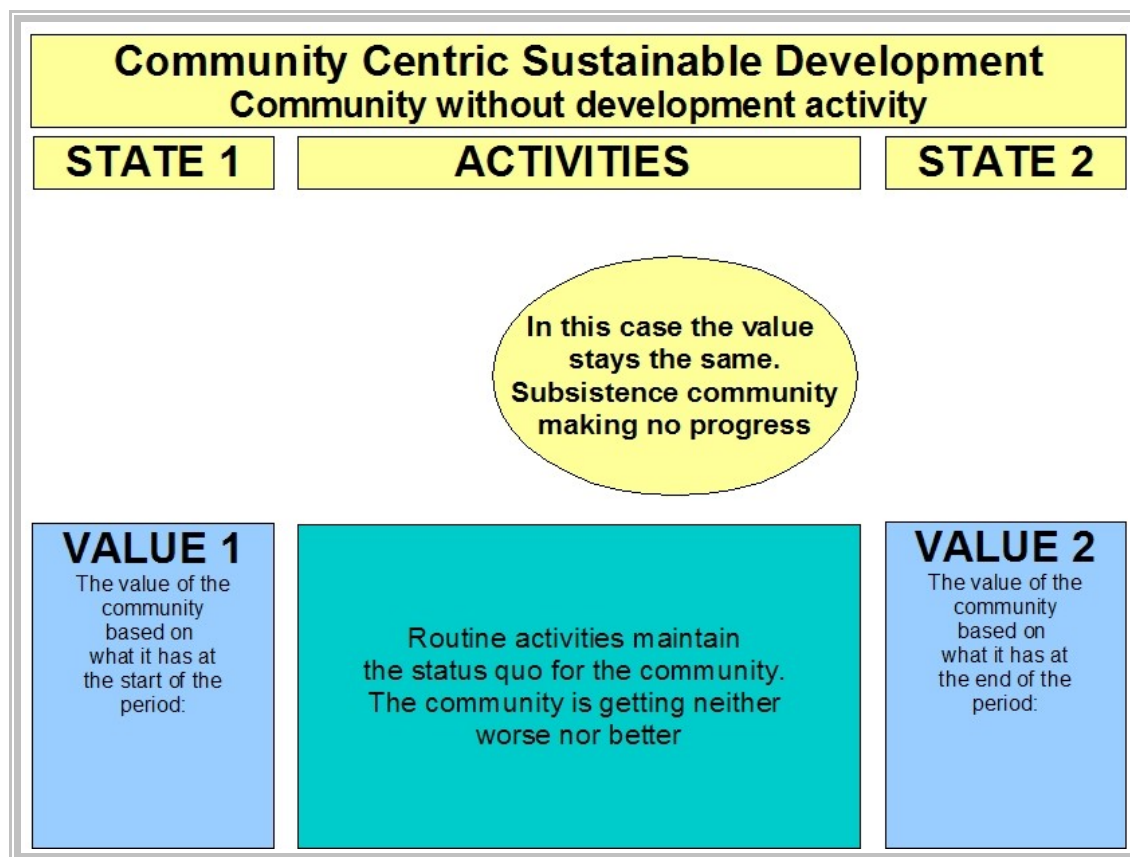 Community Centric Sustainable Development
Community without development activity
STATE 1
ACTIVITIES
STATE 2
In this case the value
stays the same.
Subsistence community
making no progress
VALUE 1
The value of the
community
based on
what it has at
the start of the
period:
Routine activities maintain
the status quo for the community.
The community is getting neither
worse nor better
VALUE 2
The value of the
community
based on
what it has at
the end of the
period: